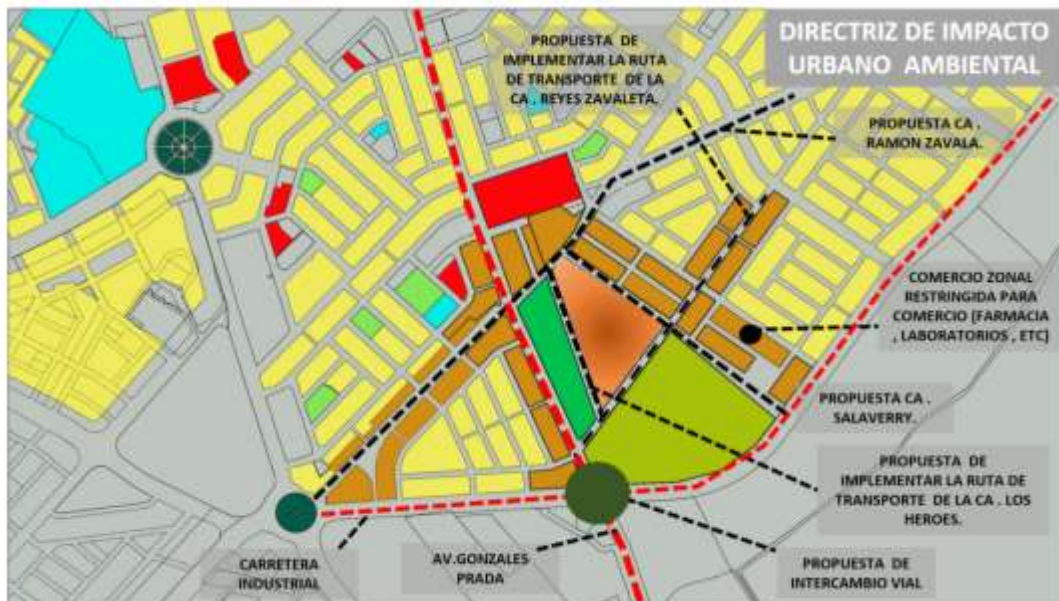 DIRECTRIZ DE IMPACTO
URBANO AMBIENTAL
PROPUESTA DE
IMPLEMENTAR LA RUTA
DE TRANSPORTE DE LA
CA . REYES ZAVALETA.
PROPUESTA CA .
RAMON ZAVALA.
COMERCIO ZONAL
RESTRINGIDA PARA
COMERCIO (FARMACIA
, LABORATORIOS , ETC)
PROPUESTA CA .
SALAVERRY.
PROPUESTA DE
IMPLEMENTAR LA RUTA DE
TRANSPORTE DE LA CA . LOS
HEROES.
CARRETERA
INDUSTRIAL
AV.GONZALES
PRADA
PROPUESTA DE
INTERCAMBIO VIAL